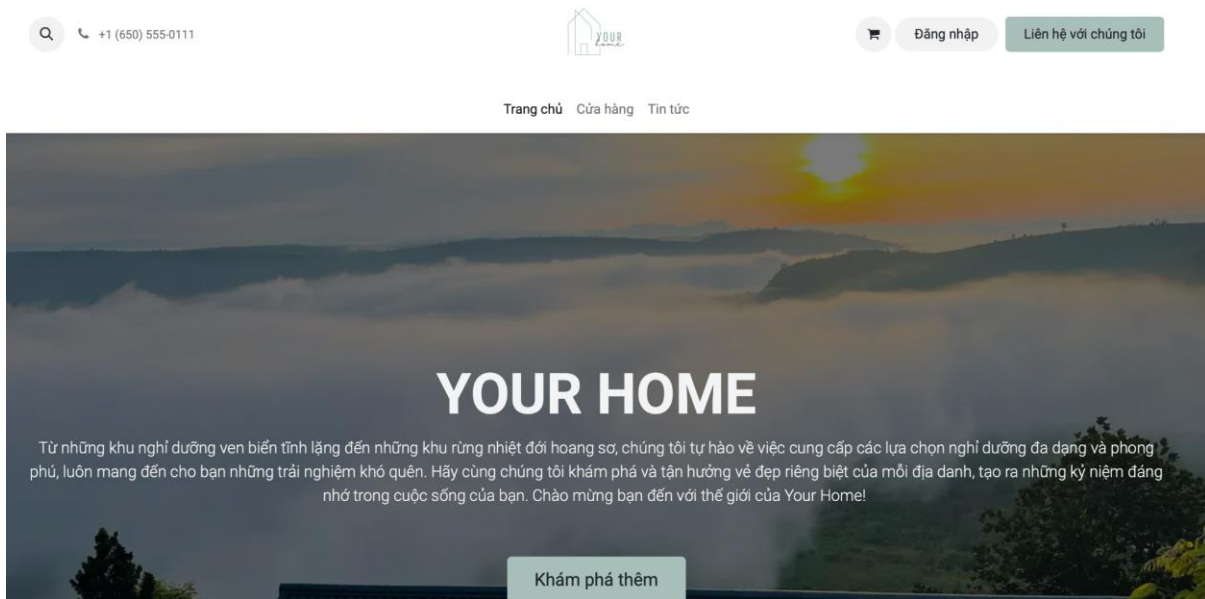 +1 (650) 555-0111
YOUR
home
Đăng nhập
Liên hệ với chúng tôi
Trang chủ Cửa hàng Tin tức
YOUR HOME
Từ những khu nghỉ dưỡng ven biển tĩnh lặng đến những khu rừng nhiệt đới hoang sơ, chúng tôi tự hào về việc cung cấp các lựa chọn nghỉ dưỡng đa dạng và phong
phú, luôn mang đến cho bạn những trải nghiệm khó quên. Hãy cùng chúng tôi khám phá và tận hưởng vẻ đẹp riêng biệt của mỗi địa danh, tạo ra những kỷ niệm đáng
nhớ trong cuộc sống của bạn. Chào mừng bạn đến với thế giới của Your Home!
Khám phá thêm